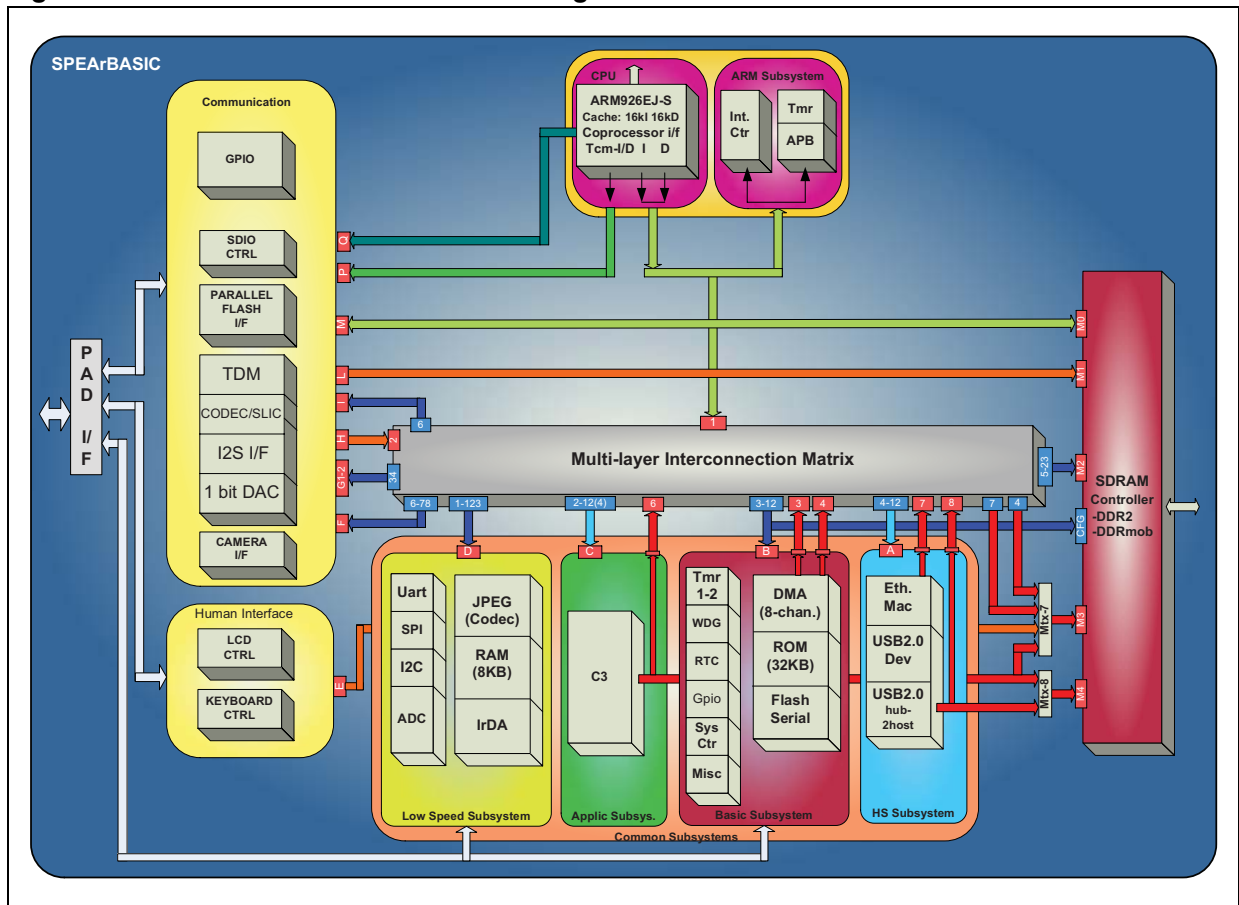 SPEArBASIC
Communication
GPIO
SDIO
CTRL
PARALLEL
FLASH
I/F
TDM
CODEC/SLIC
I2S I/F
1 bit DAC
CAMERA
I/F
Human Interface
LCD
CTRL
KEYBOARD
CTRL
P
A
D
I/F
CPU
ARM926EJ-S
Cache: 16kI 16kD
Coprocessor i/f
Tcm-I/D I D
ARM Subsystem
Int.
Ctr
Tmr
APB
Q
P
M
L
I
H
G1-2
F
E
M0
M1
M2
CFG
M3
M4
1
6
2
34
5-23
Multi-layer Interconnection Matrix
6-78
1-123
2-12(4)
6
3-12
3
4
4-12
7
8
7
4
D
C
B
A
SDRAM
Controller
-DDR2
-DDRmob
Mtx-7
Mtx-8
Uart
SPI
I2C
ADC
JPEG
(Codec)
RAM
(8KB)
IrDA
Low Speed Subsystem
C3
Applic Subsys.
Tmr
1-2
WDG
RTC
Gpio
Sys
Ctr
Misc
DMA
(8-chan.)
ROM
(32KB)
Flash
Serial
Basic Subsystem
Eth.
Mac
USB2.0
Dev
USB2.0
hub-
2host
HS Subsystem
Common Subsystems